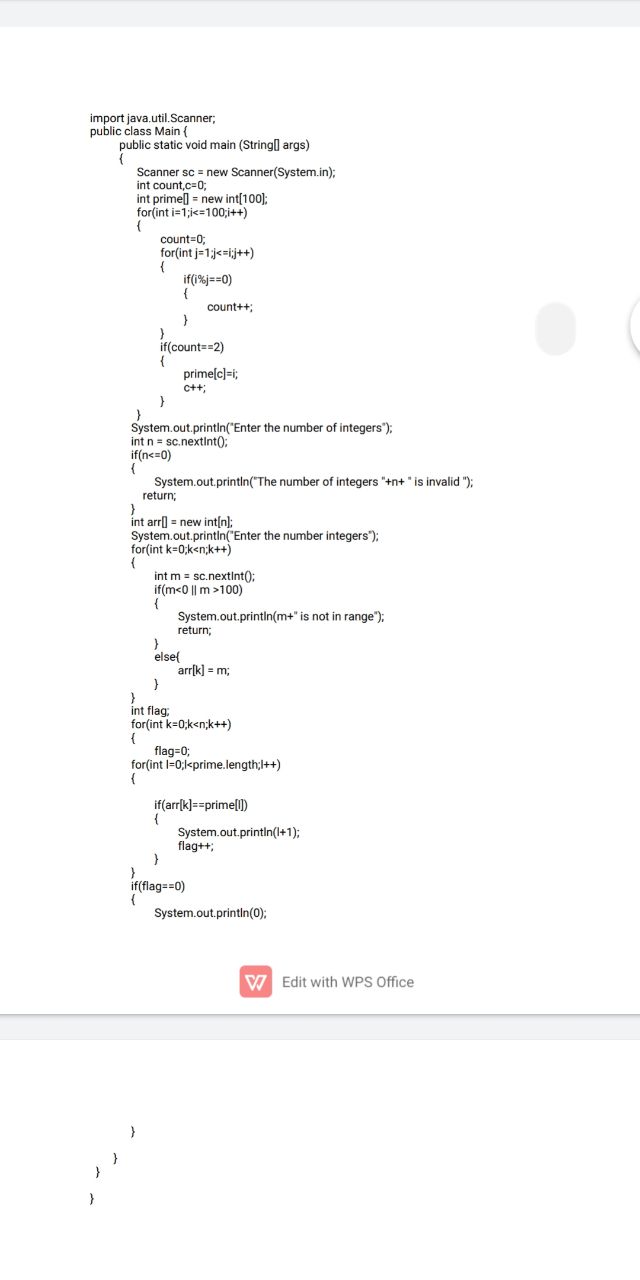 import java.util.Scanner;
public class Main {
public static void main (String[] args)
{
Scanner sc = new Scanner(System.in);
int count,c=0;
int prime[] = new int[100];
for(int i=1;i<=100;i++)
{
count=0;
for(int j=1;j<=i;j++)
{
if(i%j==0)
{
count++;
}
}
if(count==2)
{
prime[c]=i;
c++;
}
}
System.out.println("Enter the number of integers");
int n = sc.nextInt();
if(n<=0)
{
System.out.println("The number of integers "+n+ " is invalid ");
return;
}
int arr[] = new int[n];
System.out.println("Enter the number integers");
for(int k=0;k<n;k++)
{
int m = sc.nextInt();
if(m<0 || m >100)
{
System.out.println(m+" is not in range");
return;
}
else{
arr[k] = m;
}
}
int flag;
for(int k=0;k<n;k++)
{
flag=0;
for(int l=0;l<prime.length;l++)
{
if(arr[k]==prime[l])
{
System.out.println(l+1);
flag++;
}
}
if(flag==0)
{
System.out.println(0);
Edit with WPS Office
}
}
}
}